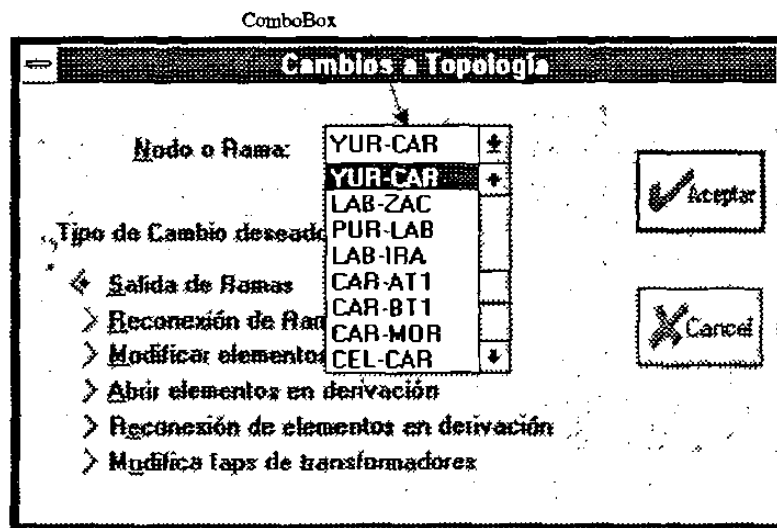 ComboBox
Cambios a Topología
Nodo o Rama:
YUR-CAR
YUR-CAR
LAB-ZAC
PUR-LAB
LAB-IRA
CAR-AT1
CAR-BT1
CAR-MOR
CEL-CAR
Aceptar
Cancel
Tipo de Cambio desead
Salida de Ramas
Reconexión de Ram
Modificar elementos
Abrir elementos en derivación
Reconexión de elementos en derivación
Modifica taps de transformadores